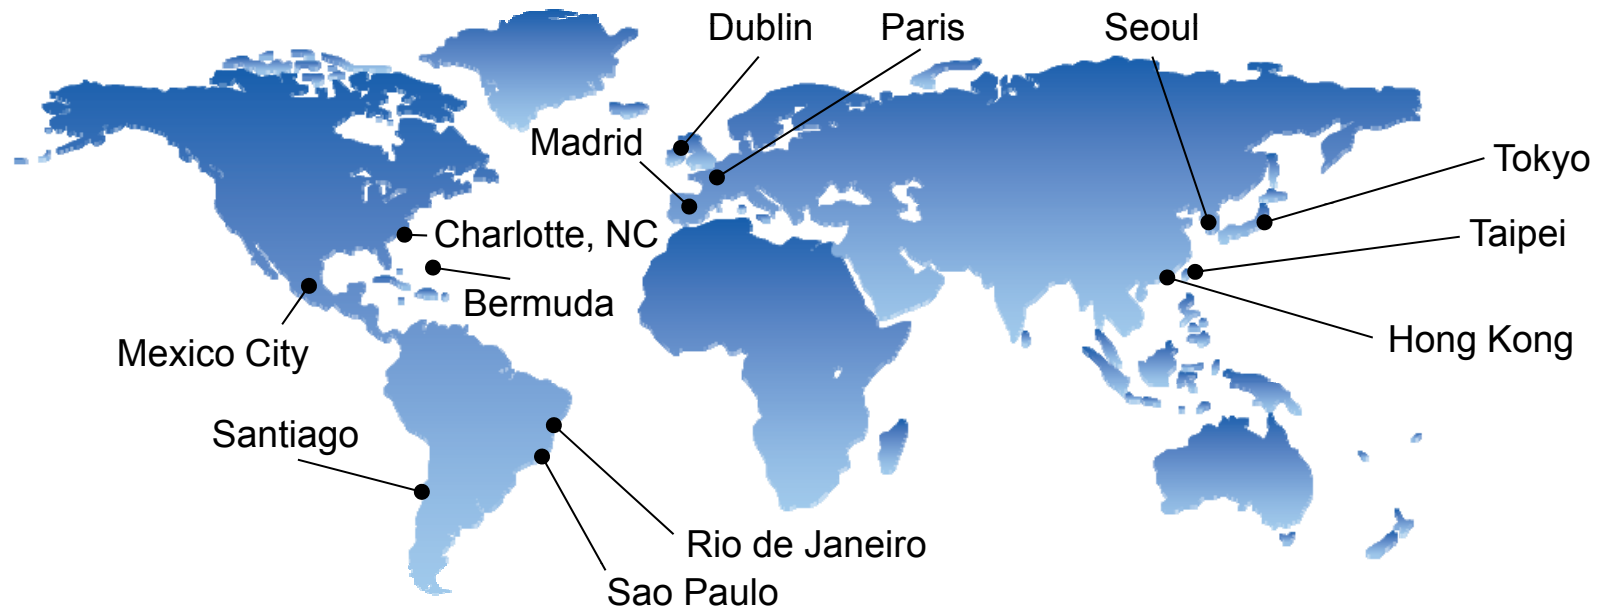 Dublin
Paris
Seoul
Madrid
Tokyo
Charlotte, NC
Taipei
Bermuda
Mexico City
Hong Kong
Santiago
Rio de Janeiro
Sao Paulo